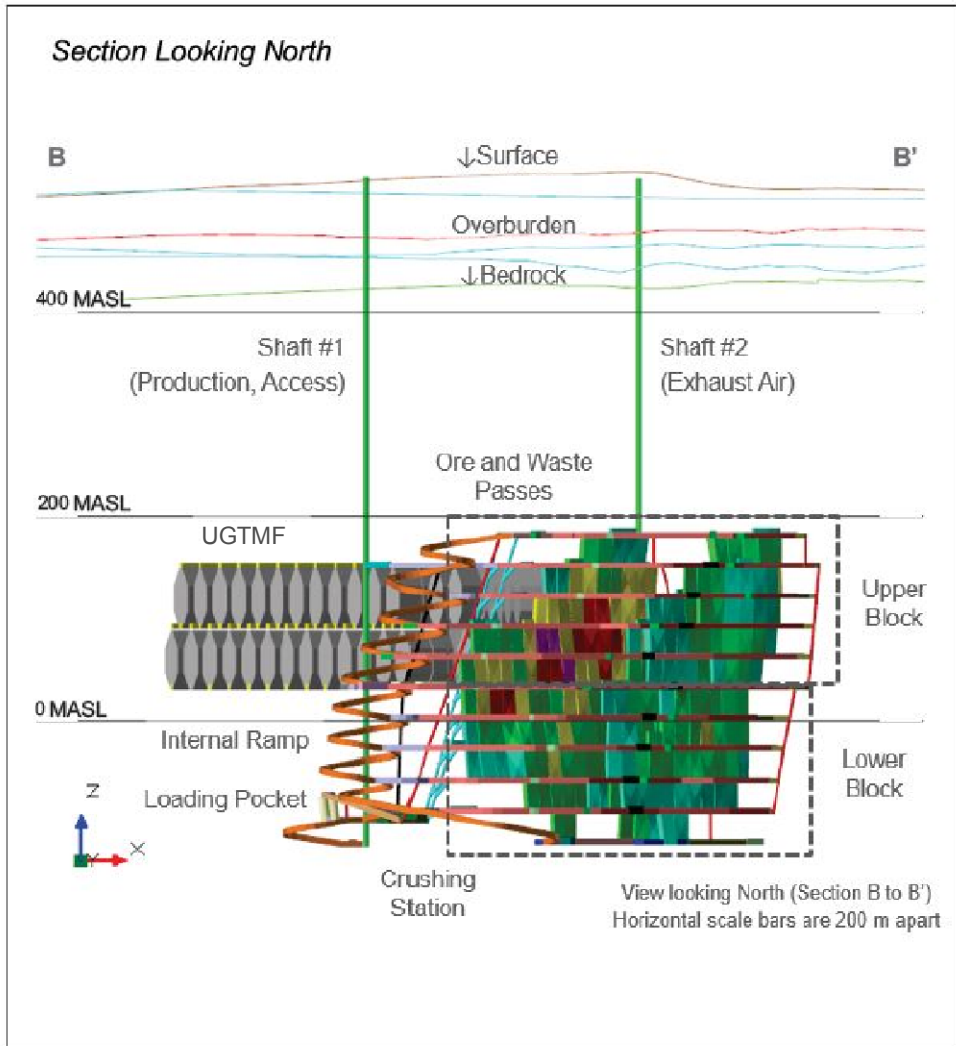 Section Looking North
B
B'
↓Surface
Overburden
↓Bedrock
400 MASL
Shaft #1
(Production, Access)
Shaft #2
(Exhaust Air)
Ore and Waste
Passes
200 MASL
UGTMF
Upper
Block
0 MASL
Internal Ramp
Lower
Block
Loading Pocket
Z
Y
X
Crushing
Station
View looking North (Section B to B')
Horizontal scale bars are 200 m apart